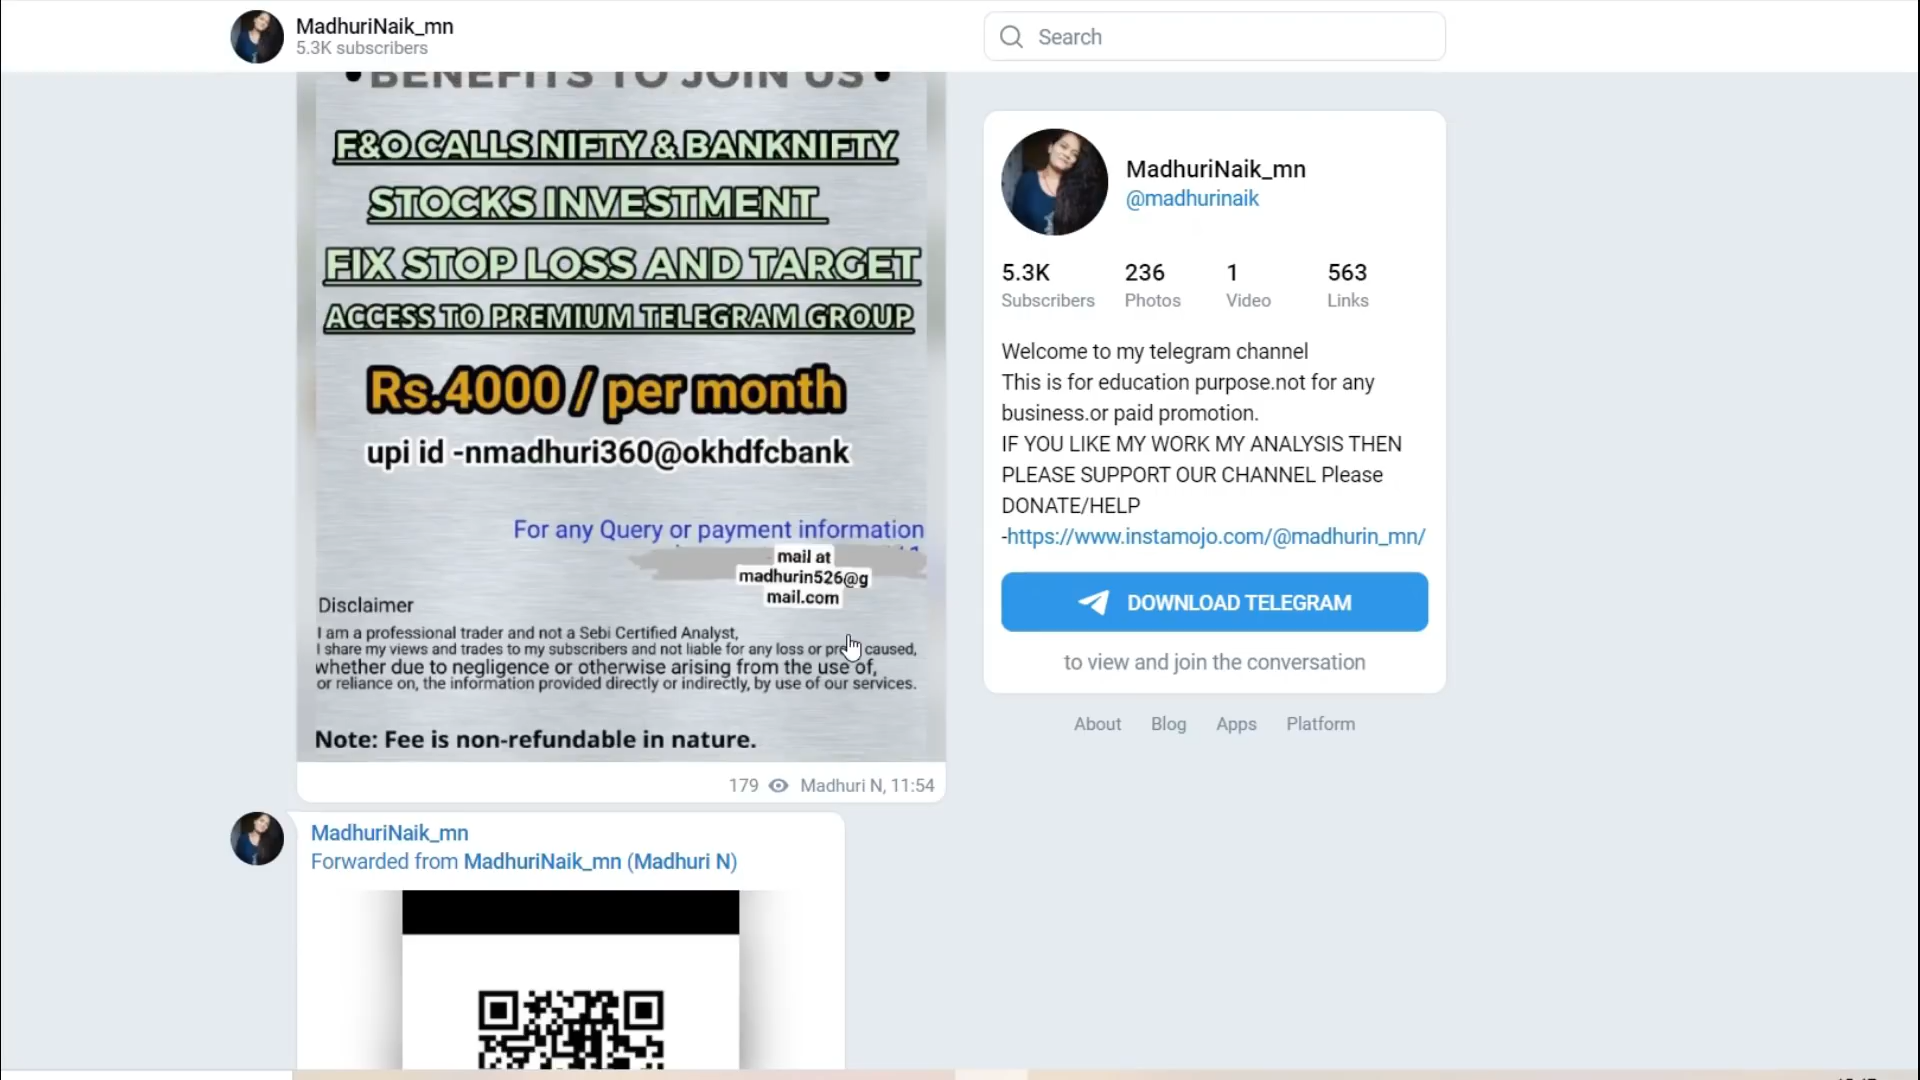 MadhuriNaik_mn
5.3K subscribers
Search
• BENEFITS TO JOIN US •
F&O CALLS NIFTY & BANKNIFTY
STOCKS INVESTMENT
FIX STOP LOSS AND TARGET
ACCESS TO PREMIUM TELEGRAM GROUP
Rs.4000 / per month
upi id -nmadhuri360@okhdfcbank
For any Query or payment information
mail at
madhurin526@g
mail.com
Disclaimer
I am a professional trader and not a Sebi Certified Analyst,
I share my views and trades to my subscribers and not liable for any loss or caused,
whether due to negligence or otherwise arising from the use of,
or reliance on, the information provided directly or indirectly, by use of our services.
Note: Fee is non-refundable in nature.
179 Madhuri N, 11:54
MadhuriNaik_mn
Forwarded from MadhuriNaik_mn (Madhuri N)
MadhuriNaik_mn
@madhurinaik
5.3K 236 1 563
Subscribers Photos Video Links
Welcome to my telegram channel
This is for education purpose.not for any
business.or paid promotion.
IF YOU LIKE MY WORK MY ANALYSIS THEN
PLEASE SUPPORT OUR CHANNEL Please
DONATE/HELP
-https://www.instamojo.com/@madhurin_mn/
DOWNLOAD TELEGRAM
to view and join the conversation
About Blog Apps Platform